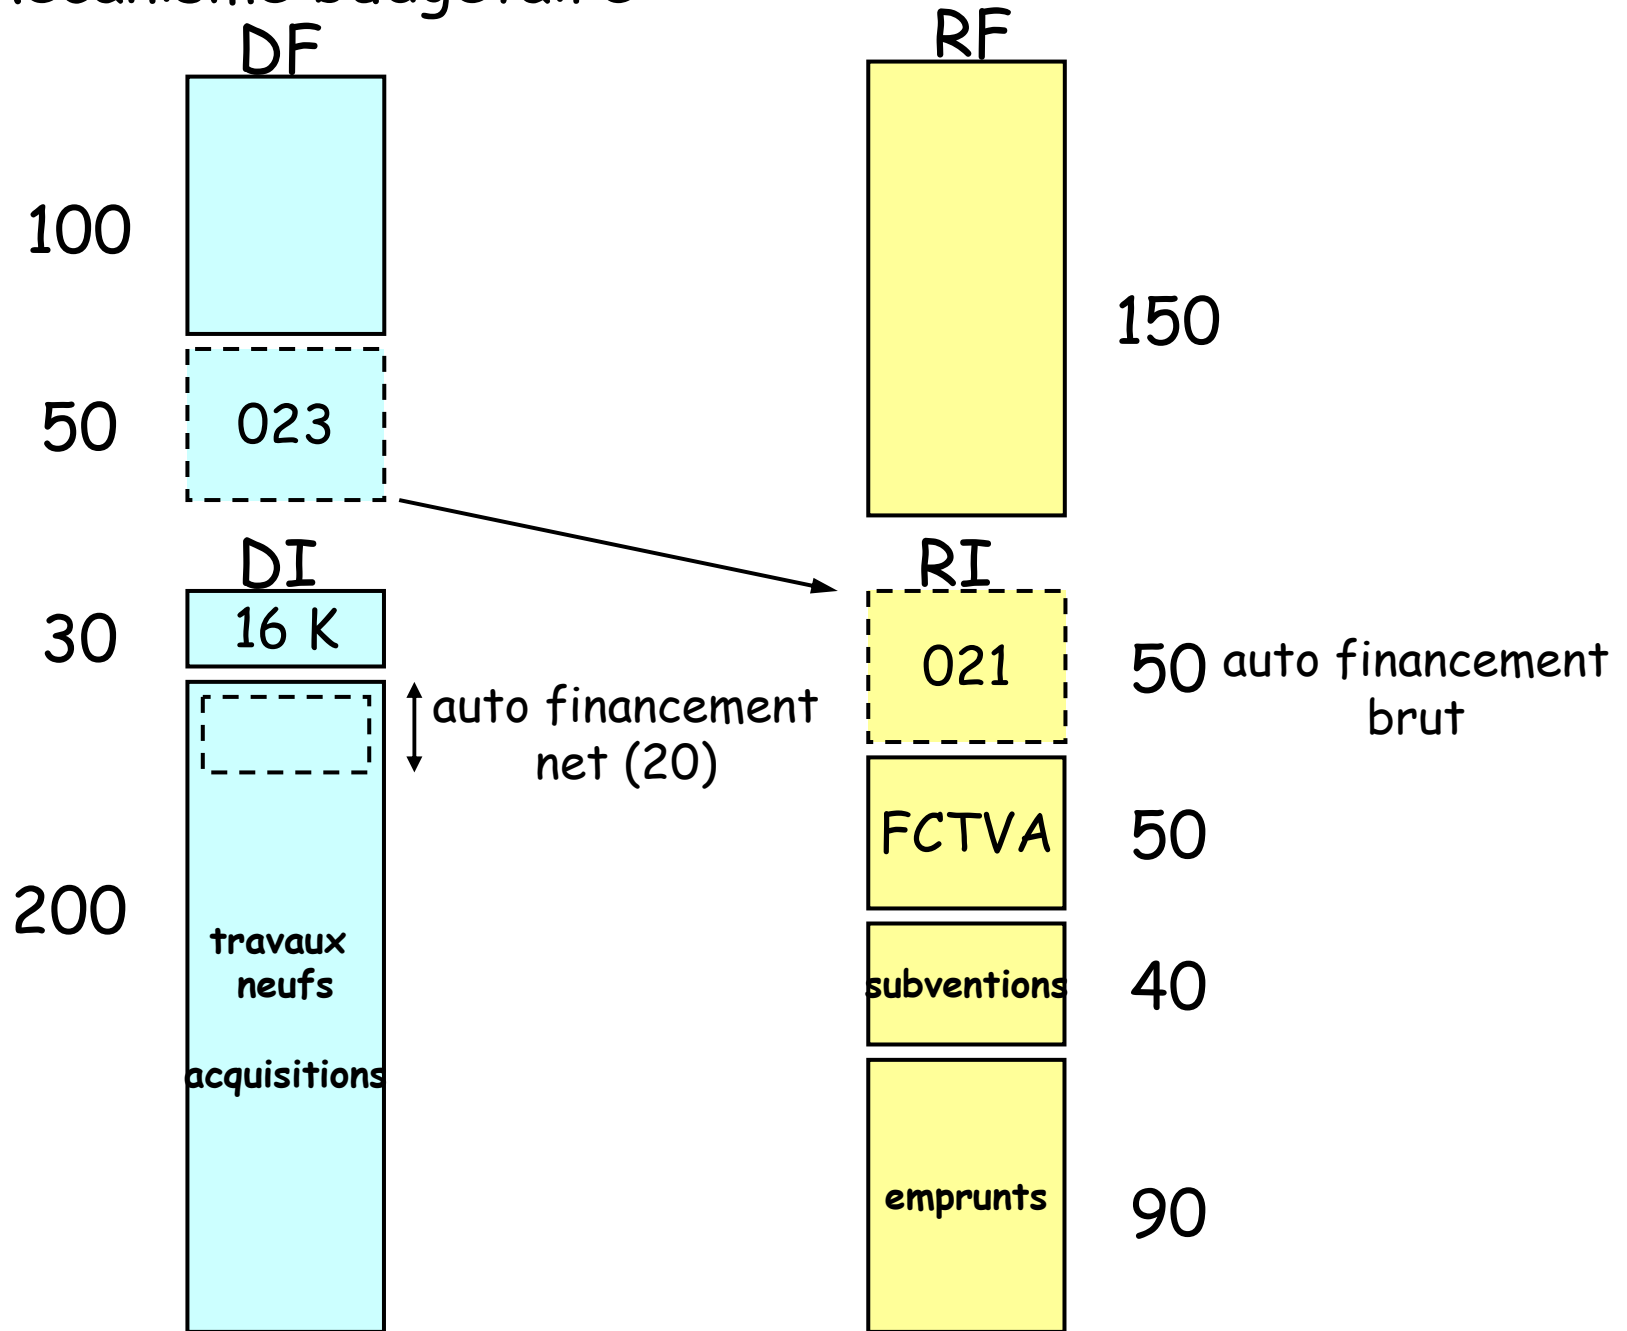 DF
RF
100
150
50
023
DI
RI
30
16 K
021
50
auto financement
brut
auto financement
net (20)
FCTVA
50
200
travaux
neufs
acquisitions
subventions
40
emprunts
90